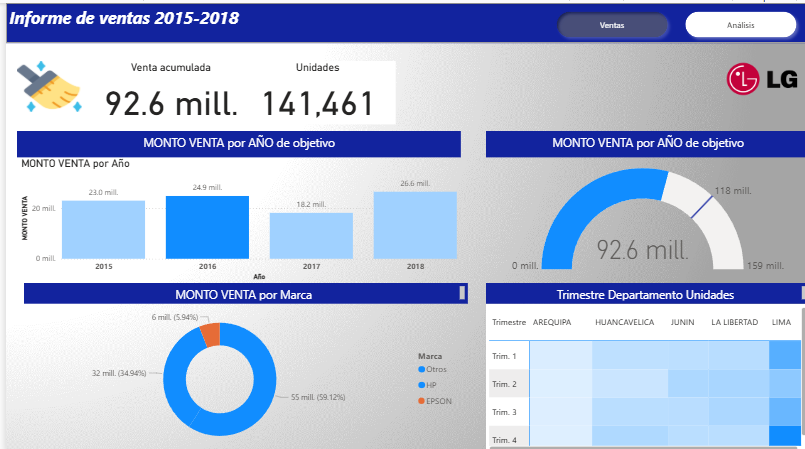 Informe de ventas 2015-2018
Ventas
Análisis
Venta acumulada
92.6 mill.
Unidades
141,461
LG
MONTO VENTA por AÑO de objetivo
MONTO VENTA por Año
MONTO VENTA
20 mill.
0 mill.
23.0 mill.
24.9 mill.
18.2 mill.
26.6 mill.
2015 2016 2017 2018
Año
MONTO VENTA por AÑO de objetivo
118 mill.
92.6 mill.
0 mill.
159 mill.
MONTO VENTA por Marca
6 mill. (5.94%)
32 mill. (34.94%)
55 mill. (59.12%)
Marca
Otros
HP
EPSON
Trimestre Departamento Unidades
Trimestre AREQUIPA HUANCAVELICA JUNIN LA LIBERTAD LIMA
Trim. 1
Trim. 2
Trim. 3
Trim. 4